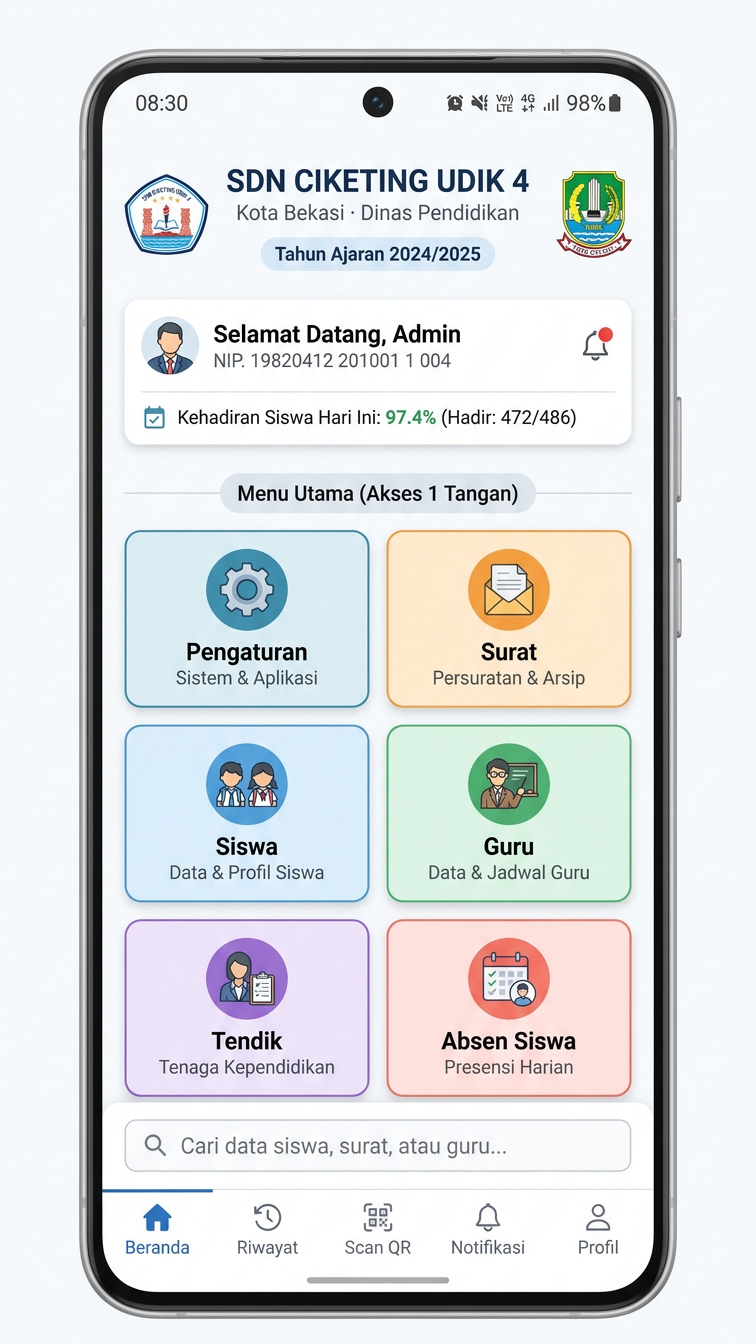 08:30
Vo)) LTE 4G 98%
SDN CIKETING UDIK 4
Kota Bekasi · Dinas Pendidikan
Tahun Ajaran 2024/2025
Selamat Datang, Admin
NIP. 19820412 201001 1 004
Kehadiran Siswa Hari Ini: 97.4% (Hadir: 472/486)
Menu Utama (Akses 1 Tangan)
Pengaturan
Sistem & Aplikasi
Surat
Persuratan & Arsip
Siswa
Data & Profil Siswa
Guru
Data & Jadwal Guru
Tendik
Tenaga Kependidikan
Absen Siswa
Presensi Harian
Cari data siswa, surat, atau guru...
Beranda
Riwayat
Scan QR
Notifikasi
Profil